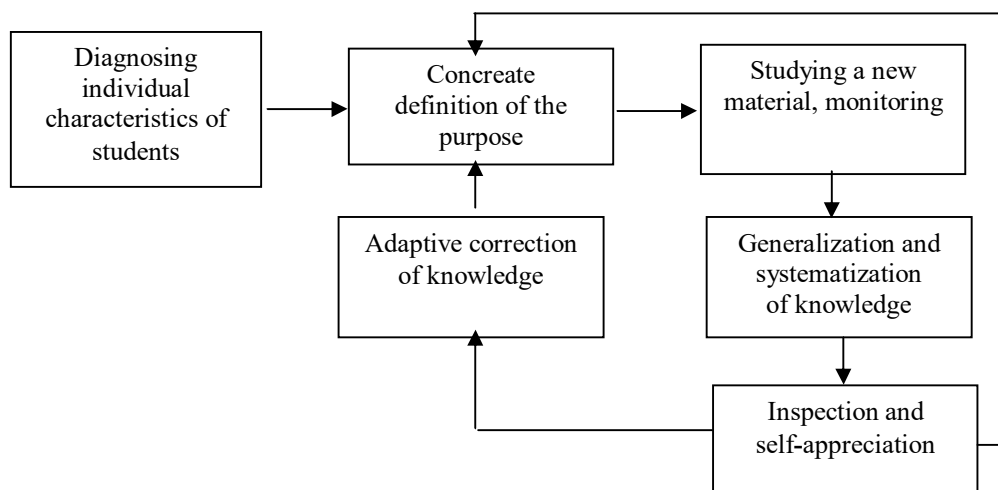 Diagnosing
individual
characteristics of
students
Concreate
definition of the
purpose
Studying a new
material, monitoring
Adaptive correction
of knowledge
Generalization and
systematization
of knowledge
Inspection and
self-appreciation